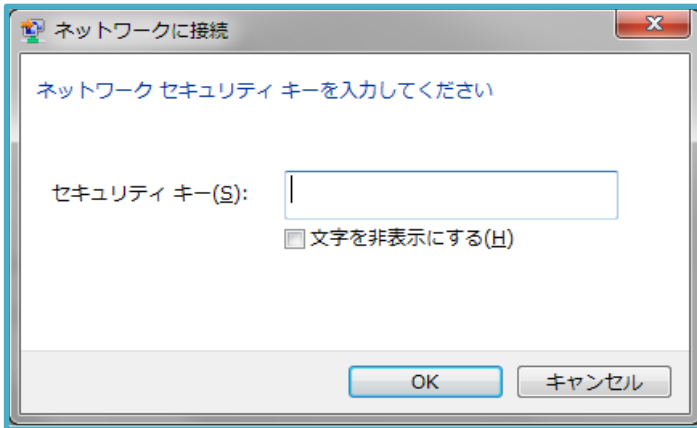 ネットワークに接続
ネットワーク セキュリティ キーを入力してください
セキュリティ キー(S):
文字を非表示にする(H)
OK
キャンセル